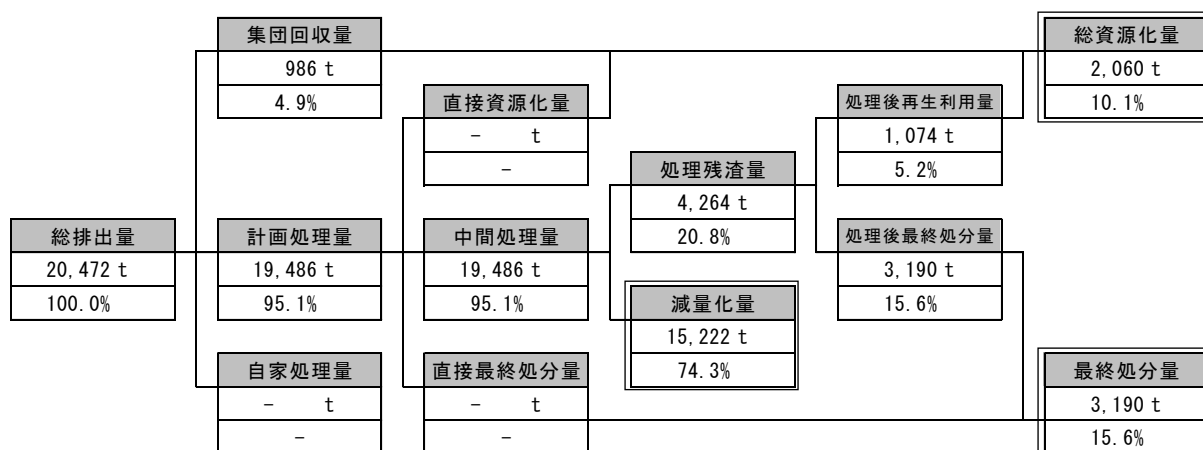 集団回収量
986 t
4.9%
総資源化量
2,060 t
10.1%
直接資源化量
－ t
－
処理後再生利用量
1,074 t
5.2%
処理残渣量
4,264 t
20.8%
総排出量
20,472 t
100.0%
計画処理量
19,486 t
95.1%
中間処理量
19,486 t
95.1%
処理後最終処分量
3,190 t
15.6%
減量化量
15,222 t
74.3%
自家処理量
－ t
－
直接最終処分量
－ t
－
最終処分量
3,190 t
15.6%